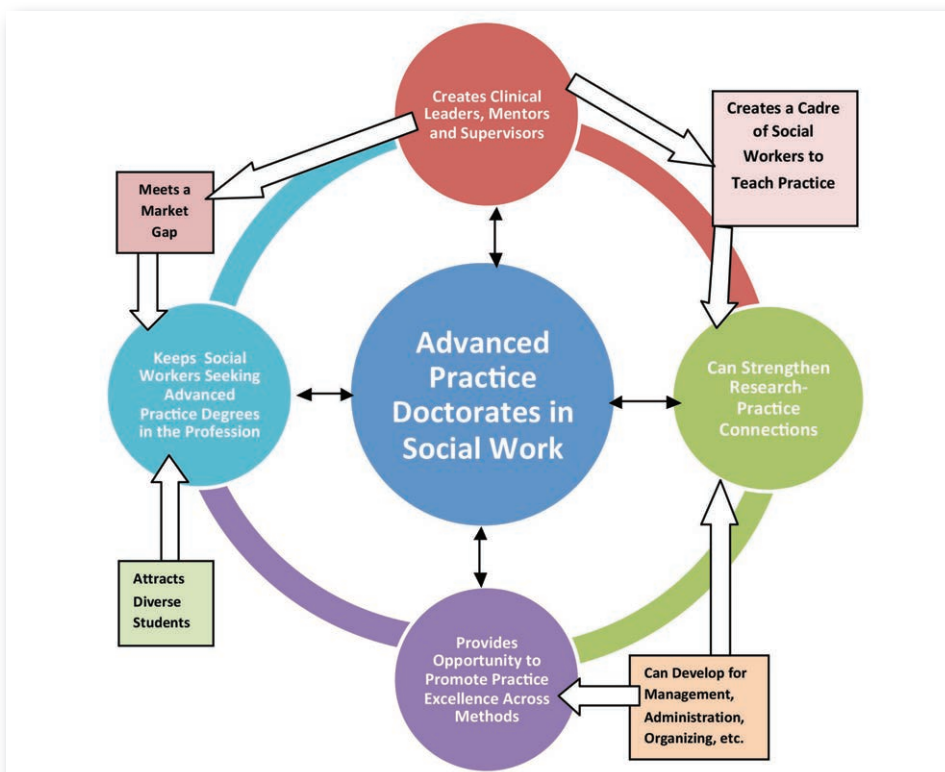 Creates Clinical
Leaders, Mentors
and Supervisors
Creates a Cadre
of Social
Workers to
Teach Practice
Meets a
Market
Gap
Keeps Social
Workers Seeking
Advanced
Practice Degrees
in the Profession
Advanced
Practice
Doctorates in
Social Work
Can Strengthen
Research-
Practice
Connections
Attracts
Diverse
Students
Provides
Opportunity to
Promote Practice
Excellence Across
Methods
Can Develop for
Management,
Administration,
Organizing, etc.